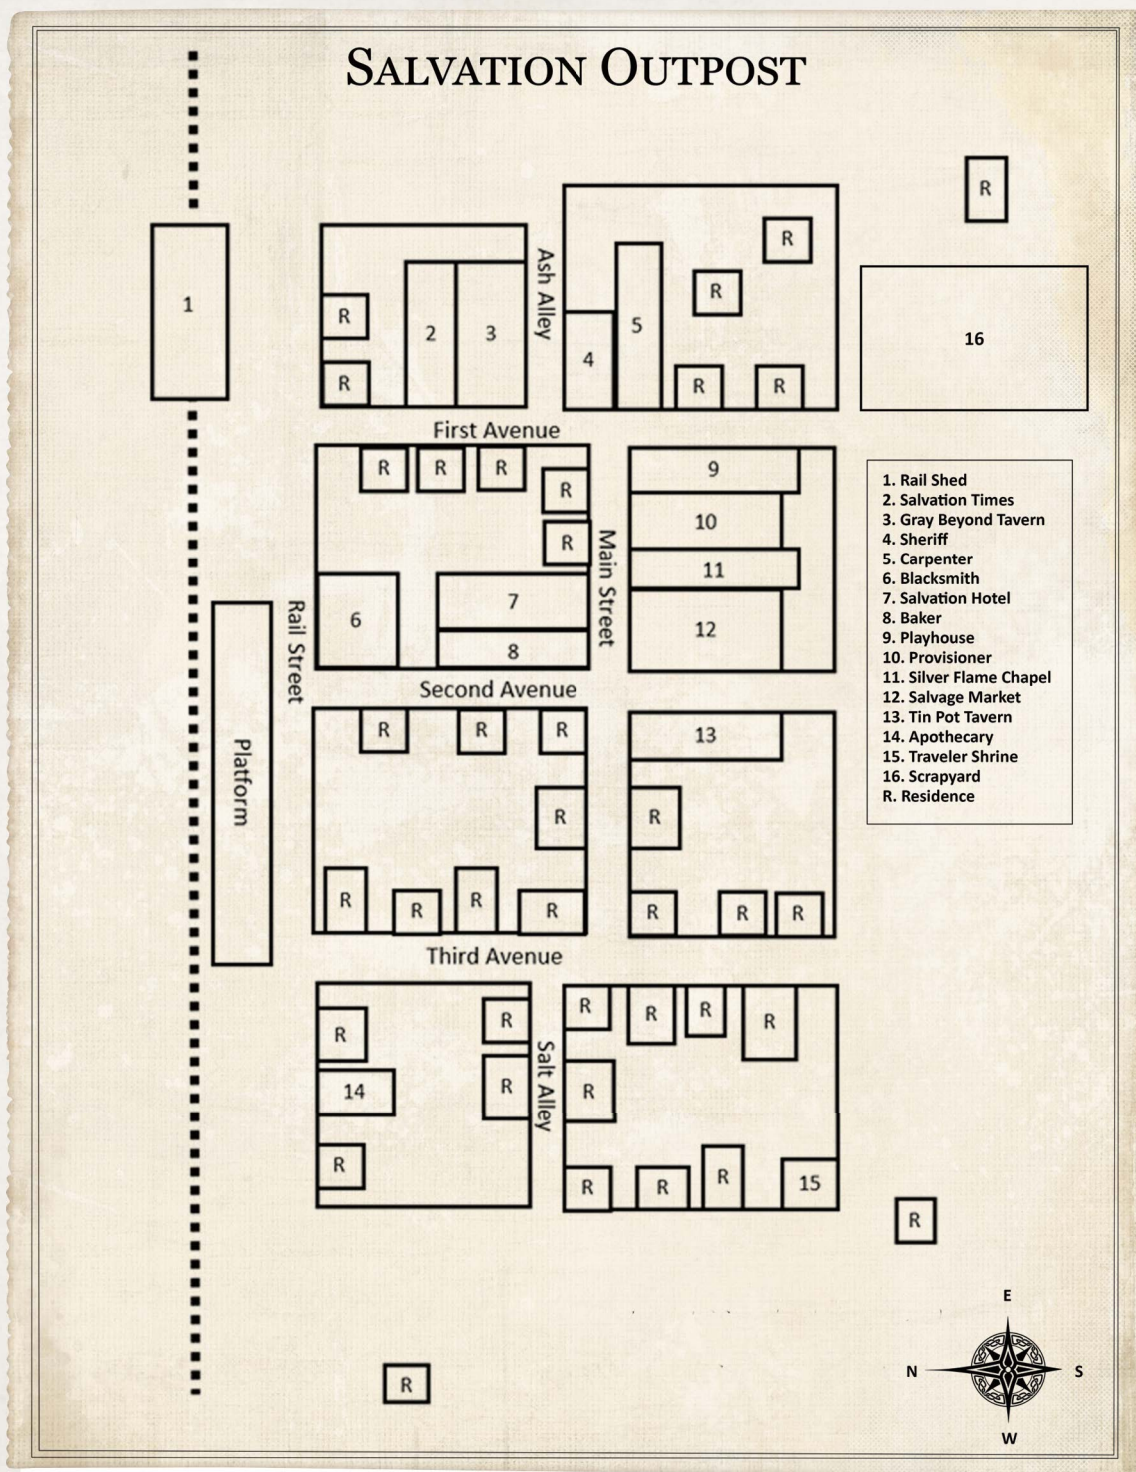 SALVATION OUTPOST
R
1
R
Ash Alley
R
R
2
3
5
16
4
R
R
R
First Avenue
R
R
R
R
9
R
10
Main Street
11
6
7
12
8
Rail Street
Second Avenue
1. Rail Shed
2. Salvation Times
3. Gray Beyond Tavern
4. Sheriff
5. Carpenter
6. Blacksmith
7. Salvation Hotel
8. Baker
9. Playhouse
10. Provisioner
11. Silver Flame Chapel
12. Salvage Market
13. Tin Pot Tavern
14. Apothecary
15. Traveler Shrine
16. Scrapyard
R. Residence
Platform
R
R
R
13
R
R
R
R
R
R
R
R
R
Third Avenue
R
R
R
R
R
R
14
R
Salt Alley
R
R
R
R
R
15
R
R
E
N
S
W